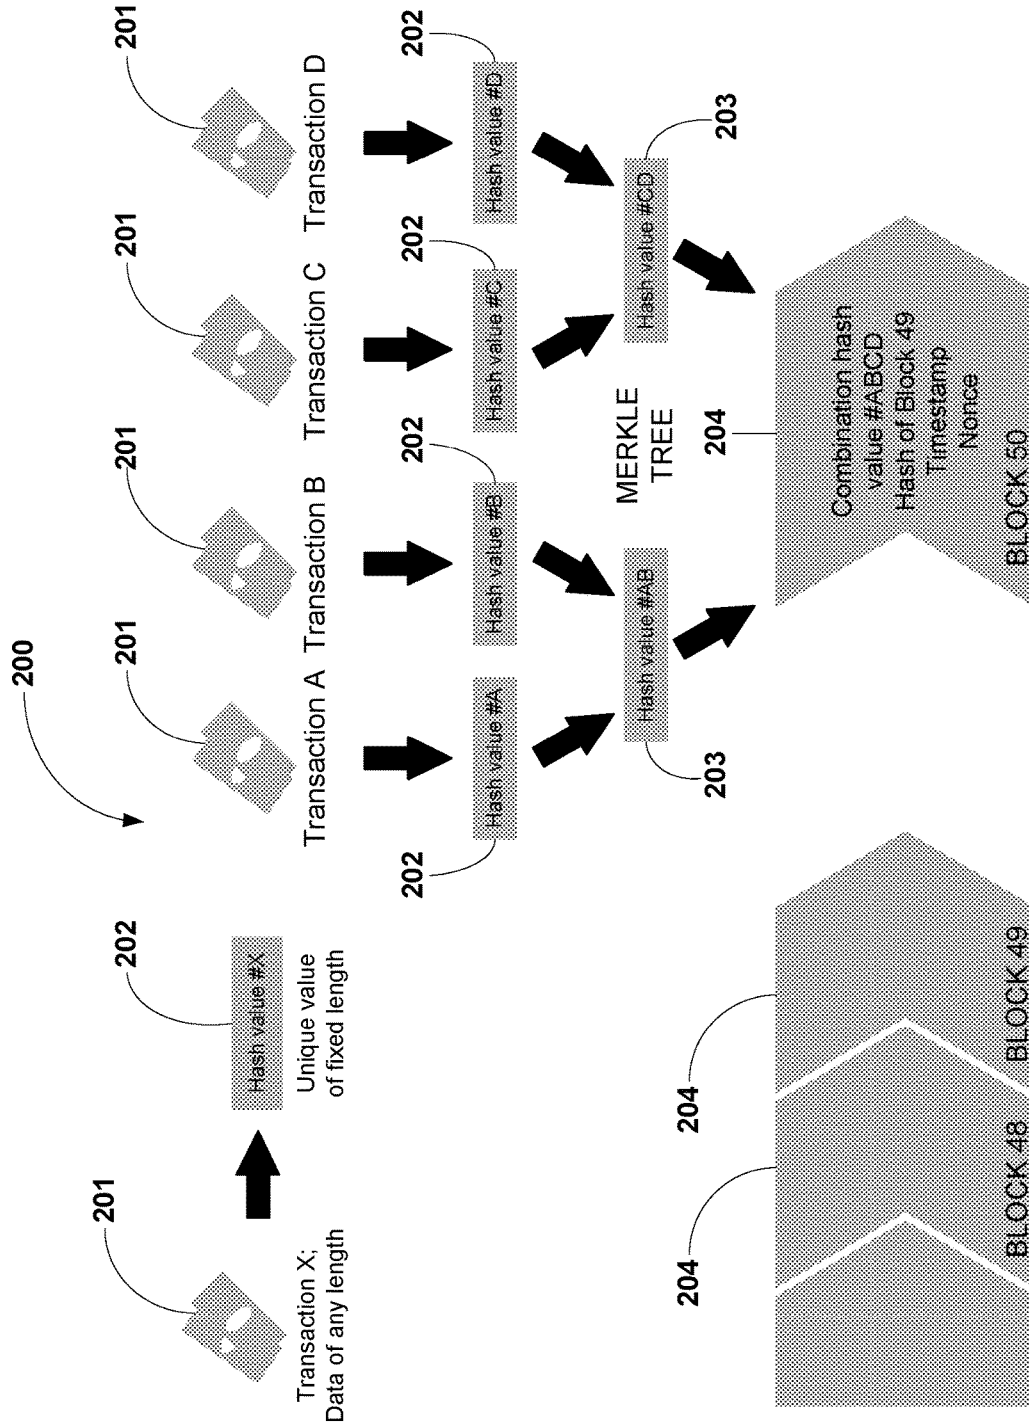 200
201
202
201
201
201
201
Hash value #X
Transaction X;
Data of any length
Unique value
of fixed length
Transaction A
Transaction B
Transaction C
Transaction D
202
202
202
202
Hash value #A
Hash value #B
Hash value #C
Hash value #D
Hash value #AB
MERKLE
TREE
Hash value #CD
203
203
204
204
204
Combination hash
value #ABCD
Hash of Block 49
Timestamp
Nonce
BLOCK 48
BLOCK 49
BLOCK 50